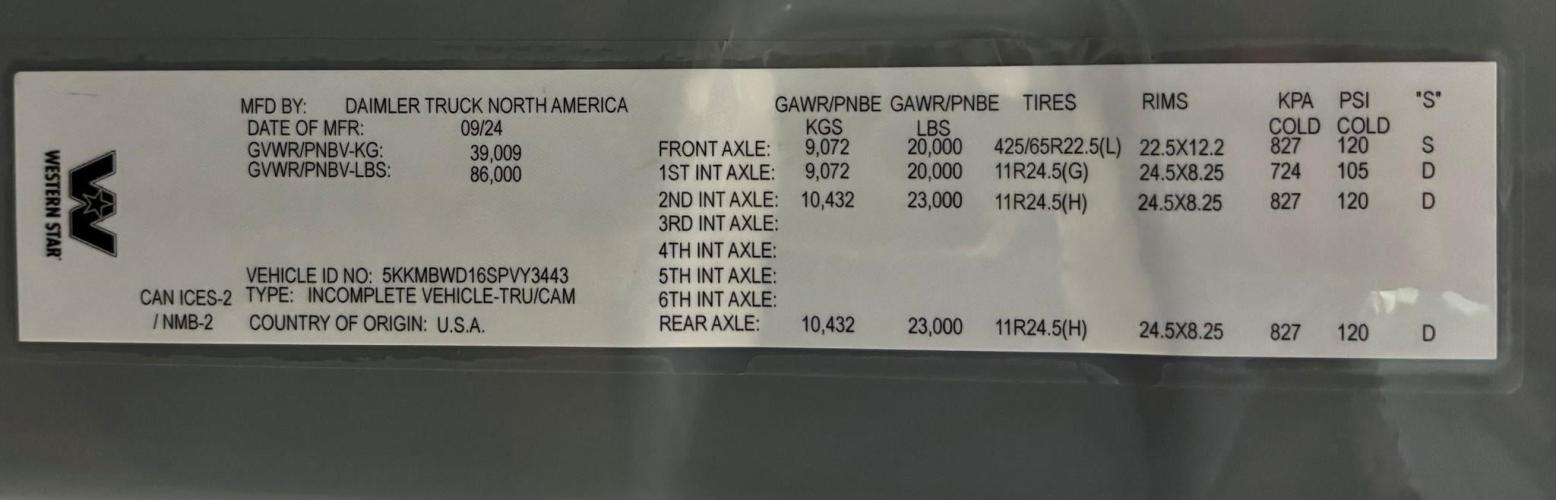 WESTERN STAR
MFD BY: DAIMLER TRUCK NORTH AMERICA
DATE OF MFR: 09/24
GVWR/PNBV-KG: 39,009
GVWR/PNBV-LBS: 86,000
VEHICLE ID NO: 5KKMBWD16SPVY3443
CAN ICES-2 TYPE: INCOMPLETE VEHICLE-TRU/CAM
/ NMB-2 COUNTRY OF ORIGIN: U.S.A.
GAWR/PNBE GAWR/PNBE TIRES RIMS KPA PSI "S"
KGS LBS COLD COLD
FRONT AXLE: 9,072 20,000 425/65R22.5(L) 22.5X12.2 827 120 S
1ST INT AXLE: 9,072 20,000 11R24.5(G) 24.5X8.25 724 105 D
2ND INT AXLE: 10,432 23,000 11R24.5(H) 24.5X8.25 827 120 D
3RD INT AXLE:
4TH INT AXLE:
5TH INT AXLE:
6TH INT AXLE:
REAR AXLE: 10,432 23,000 11R24.5(H) 24.5X8.25 827 120 D